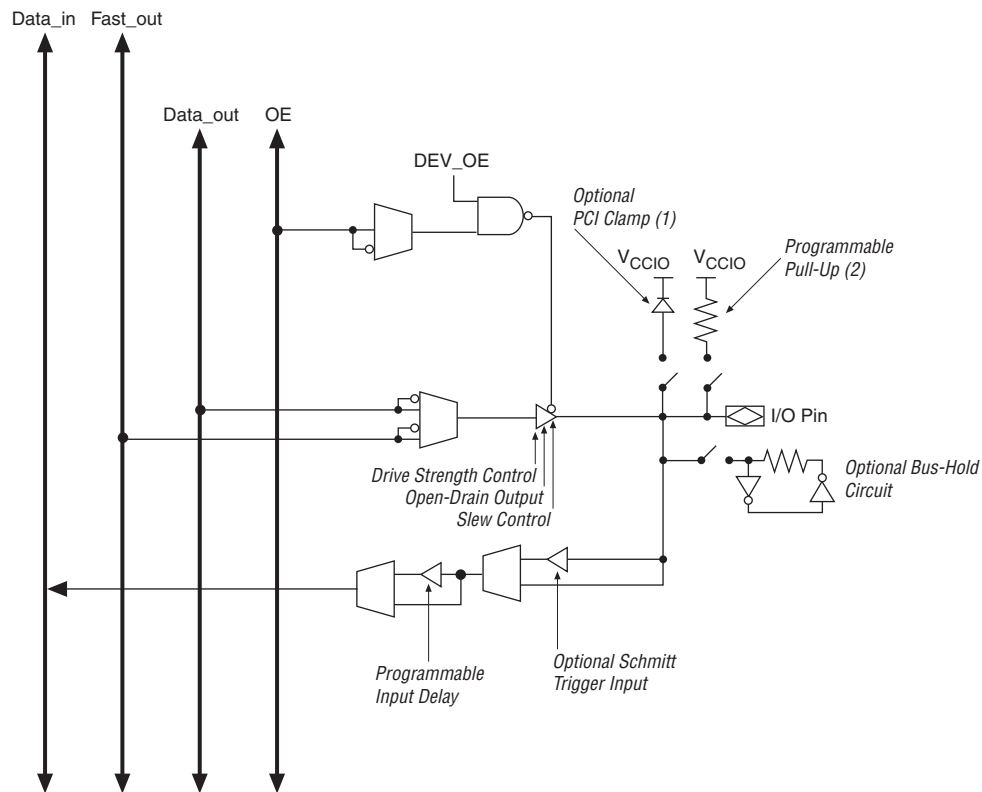 Data_in Fast_out
Data_out OE
DEV_OE
Optional
PCI Clamp (1)
VCCIO VCCIO
Programmable
Pull-Up (2)
I/O Pin
Drive Strength Control
Open-Drain Output
Slew Control
Optional Bus-Hold
Circuit
Programmable
Input Delay
Optional Schmitt
Trigger Input